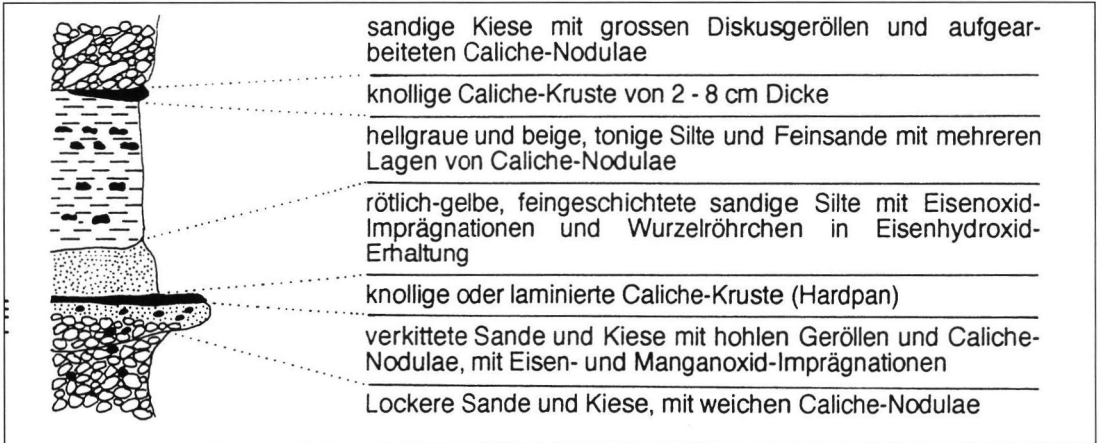 sandige Kiese mit grossen Diskusgeröllen und aufgear-
beiteten Caliche-Nodulae
knollige Caliche-Kruste von 2 - 8 cm Dicke
hellgraue und beige, tonige Silte und Feinsande mit mehreren
Lagen von Caliche-Nodulae
rötlich-gelbe, feingeschichtete sandige Silte mit Eisenoxid-
Imprägnationen und Wurzelröhrchen in Eisenhydroxid-
Erhaltung
knollige oder laminierte Caliche-Kruste (Hardpan)
verkittete Sande und Kiese mit hohlen Geröllen und Caliche-
Nodulae, mit Eisen- und Manganoxid-Imprägnationen
Lockere Sande und Kiese, mit weichen Caliche-Nodulae